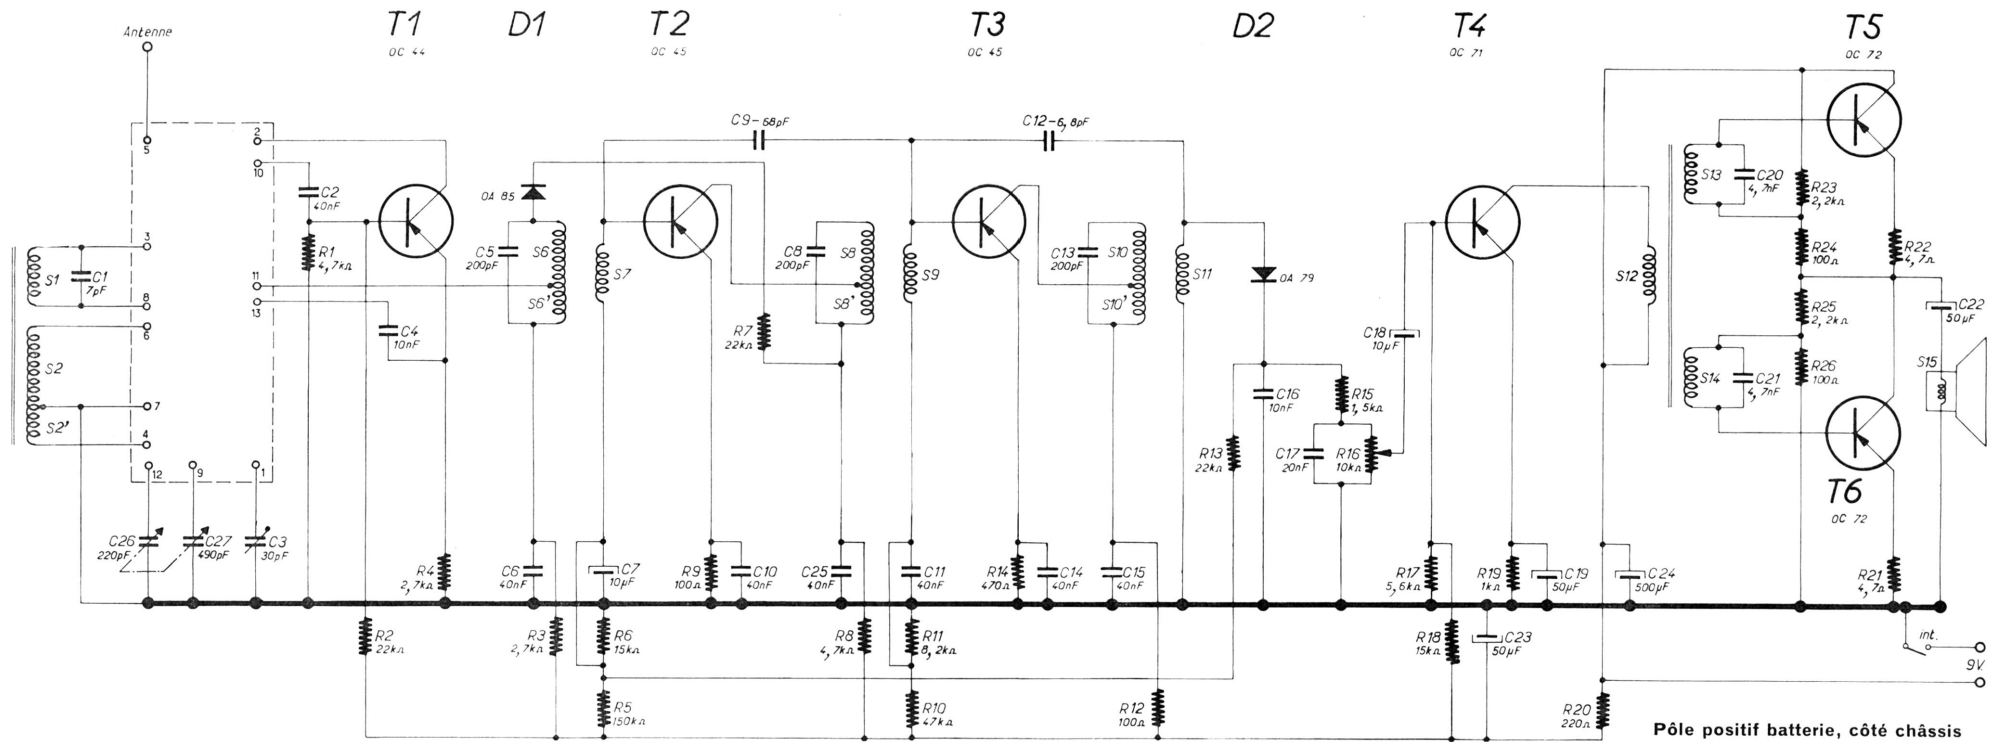 T1
OC 44
D1
T2
OC 45
T3
OC 45
D2
T4
OC 71
T5
OC 72
Antenne
5
2
10
3
11
8
13
6
7
4
12
9
1
S1
C1
7pF
S2
S2'
C26
220pF
C27
490pF
C3
30pF
C2
40nF
R1
4,7kΩ
C4
10nF
R4
2,7kΩ
R2
22kΩ
OA 85
C5
200pF
S6
S6'
C6
40nF
R3
2,7kΩ
S7
C7
10µF
R6
15kΩ
R5
150kΩ
C9-68pF
R9
100Ω
C10
40nF
R7
22kΩ
C8
200pF
S8
S8'
C25
40nF
R8
4,7kΩ
S9
C11
40nF
R11
8,2kΩ
R10
47kΩ
C12-6,8pF
R14
470Ω
C14
40nF
C13
200pF
S10
S10'
C15
40nF
R12
100Ω
S11
OA 79
R13
22kΩ
C16
10nF
R15
1,5kΩ
C17
20nF
R16
10kΩ
C18
10µF
R17
5,6kΩ
R18
15kΩ
R19
1kΩ
C19
50µF
C23
50µF
S12
C24
500µF
R20
220Ω
S13
C20
4,7nF
S14
C21
4,7nF
R23
2,2kΩ
R24
100Ω
R25
2,2kΩ
R26
100Ω
R22
4,7Ω
C22
50µF
S15
T6
OC 72
R21
4,7Ω
int.
9V.
Pôle positif batterie, côté châssis